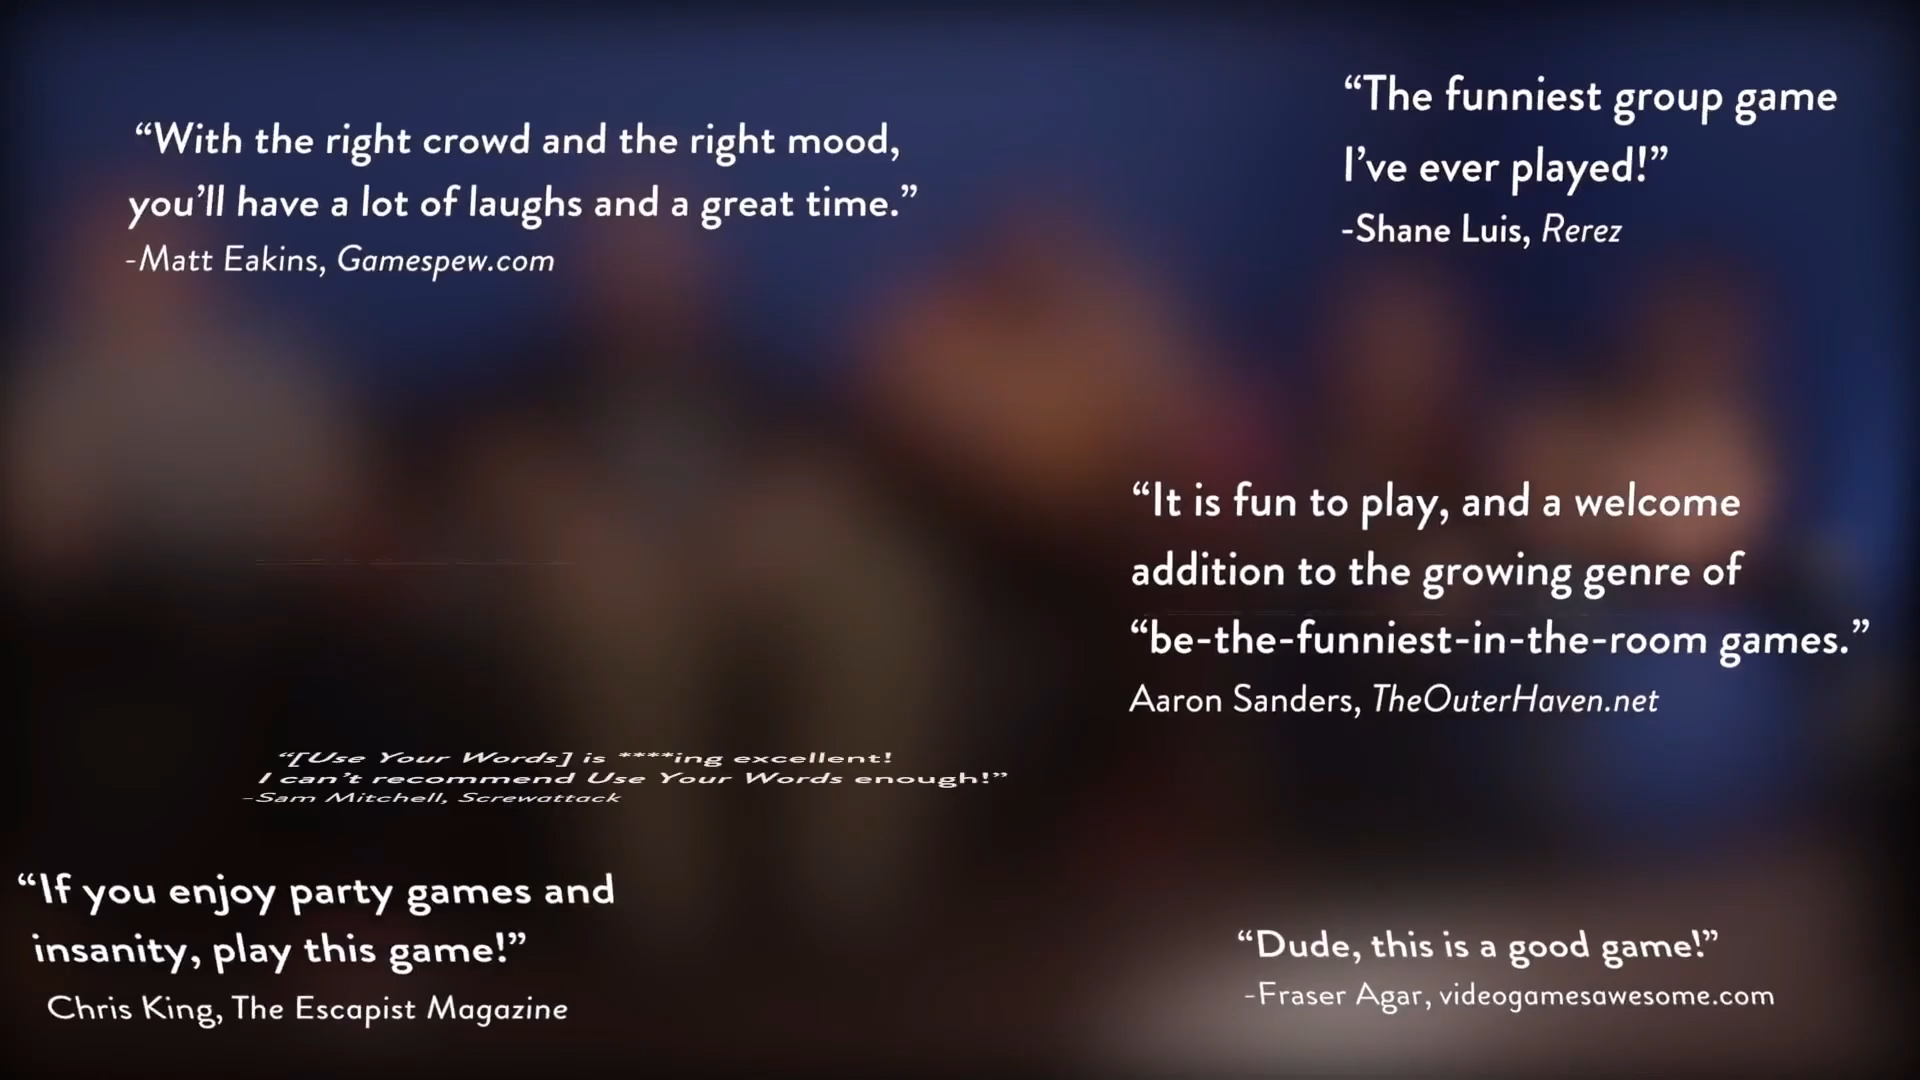 “With the right crowd and the right mood,
you’ll have a lot of laughs and a great time.”
-Matt Eakins, Gamespew.com
“The funniest group game
I’ve ever played!”
-Shane Luis, Rerez
“It is fun to play, and a welcome
addition to the growing genre of
“be-the-funniest-in-the-room games.”
Aaron Sanders, TheOuterHaven.net
“[Use Your Words] is ****ing excellent!
I can’t recommend Use Your Words enough!”
-Sam Mitchell, Screwattack
“If you enjoy party games and
insanity, play this game!”
Chris King, The Escapist Magazine
“Dude, this is a good game!”
-Fraser Agar, videogamesawesome.com